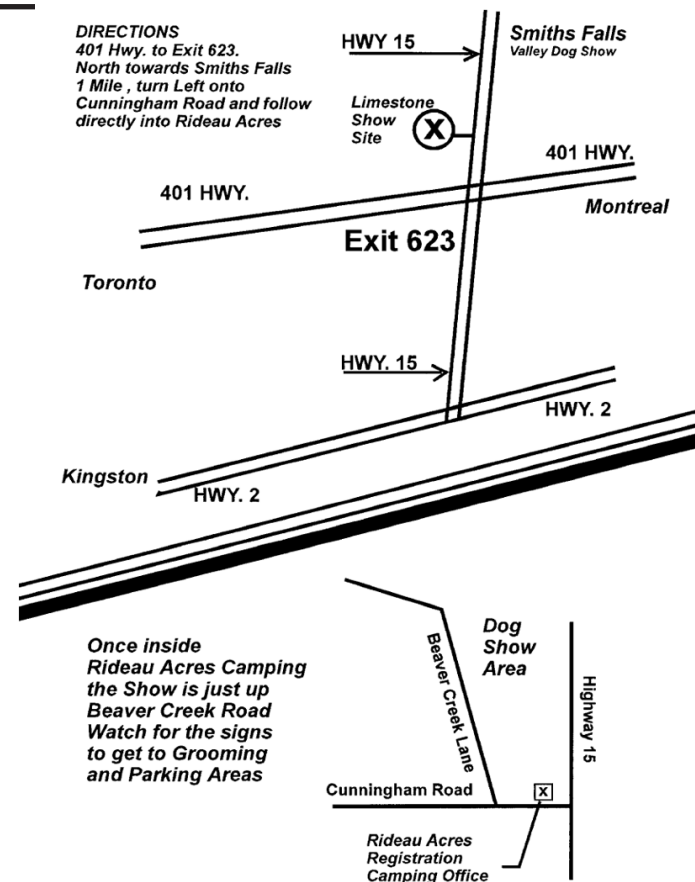 DIRECTIONS
401 Hwy. to Exit 623.
North towards Smiths Falls
1 Mile , turn Left onto
Cunningham Road and follow
directly into Rideau Acres
HWY 15
Smiths Falls
Valley Dog Show
Limestone
Show
Site
X
401 HWY.
401 HWY.
Montreal
Exit 623
Toronto
HWY. 15
HWY. 2
Kingston
HWY. 2
Once inside
Rideau Acres Camping
the Show is just up
Beaver Creek Road
Watch for the signs
to get to Grooming
and Parking Areas
Dog
Show
Area
Beaver Creek Lane
Highway 15
Cunningham Road
X
Rideau Acres
Registration
Camping Office